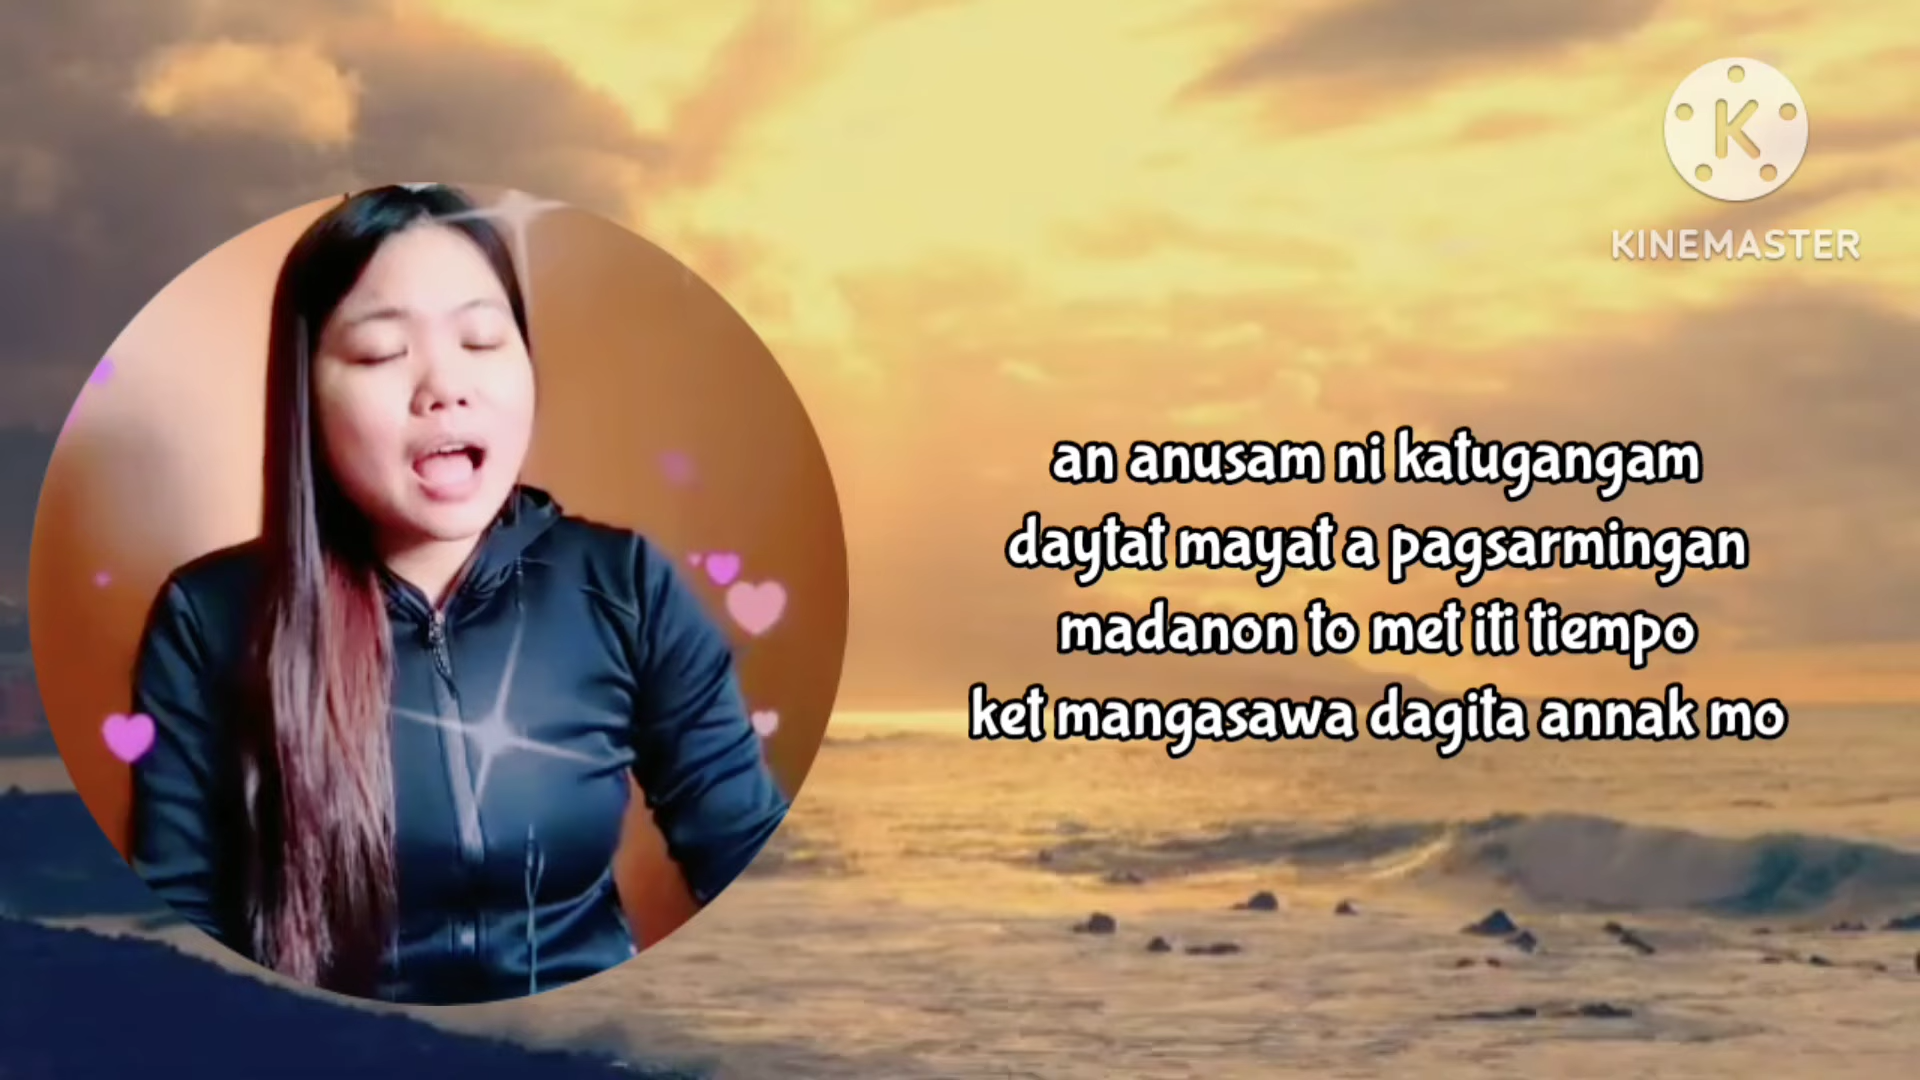 K
KINEMASTER
an anusam ni katugangam
daytat mayat a pagsarmingan
madanon to met iti tiempo
ket mangasawa dagita annak mo